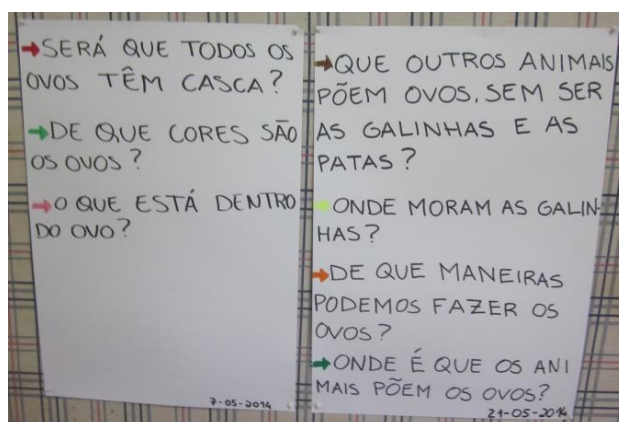 →SERÁ QUE TODOS OS
OVOS TÊM CASCA?
→DE QUE CORES SÃO
OS OVOS?
→O QUE ESTÁ DENTRO
DO OVO?
7-05-2014
→QUE OUTROS ANIMAIS
PÕEM OVOS, SEM SER
AS GALINHAS E AS
PATAS?
→ONDE MORAM AS GALIN-
HAS?
→DE QUE MANEIRAS
PODEMOS FAZER OS
OVOS?
→ONDE É QUE OS ANI
MAIS PÕEM OS OVOS?
21-05-2014